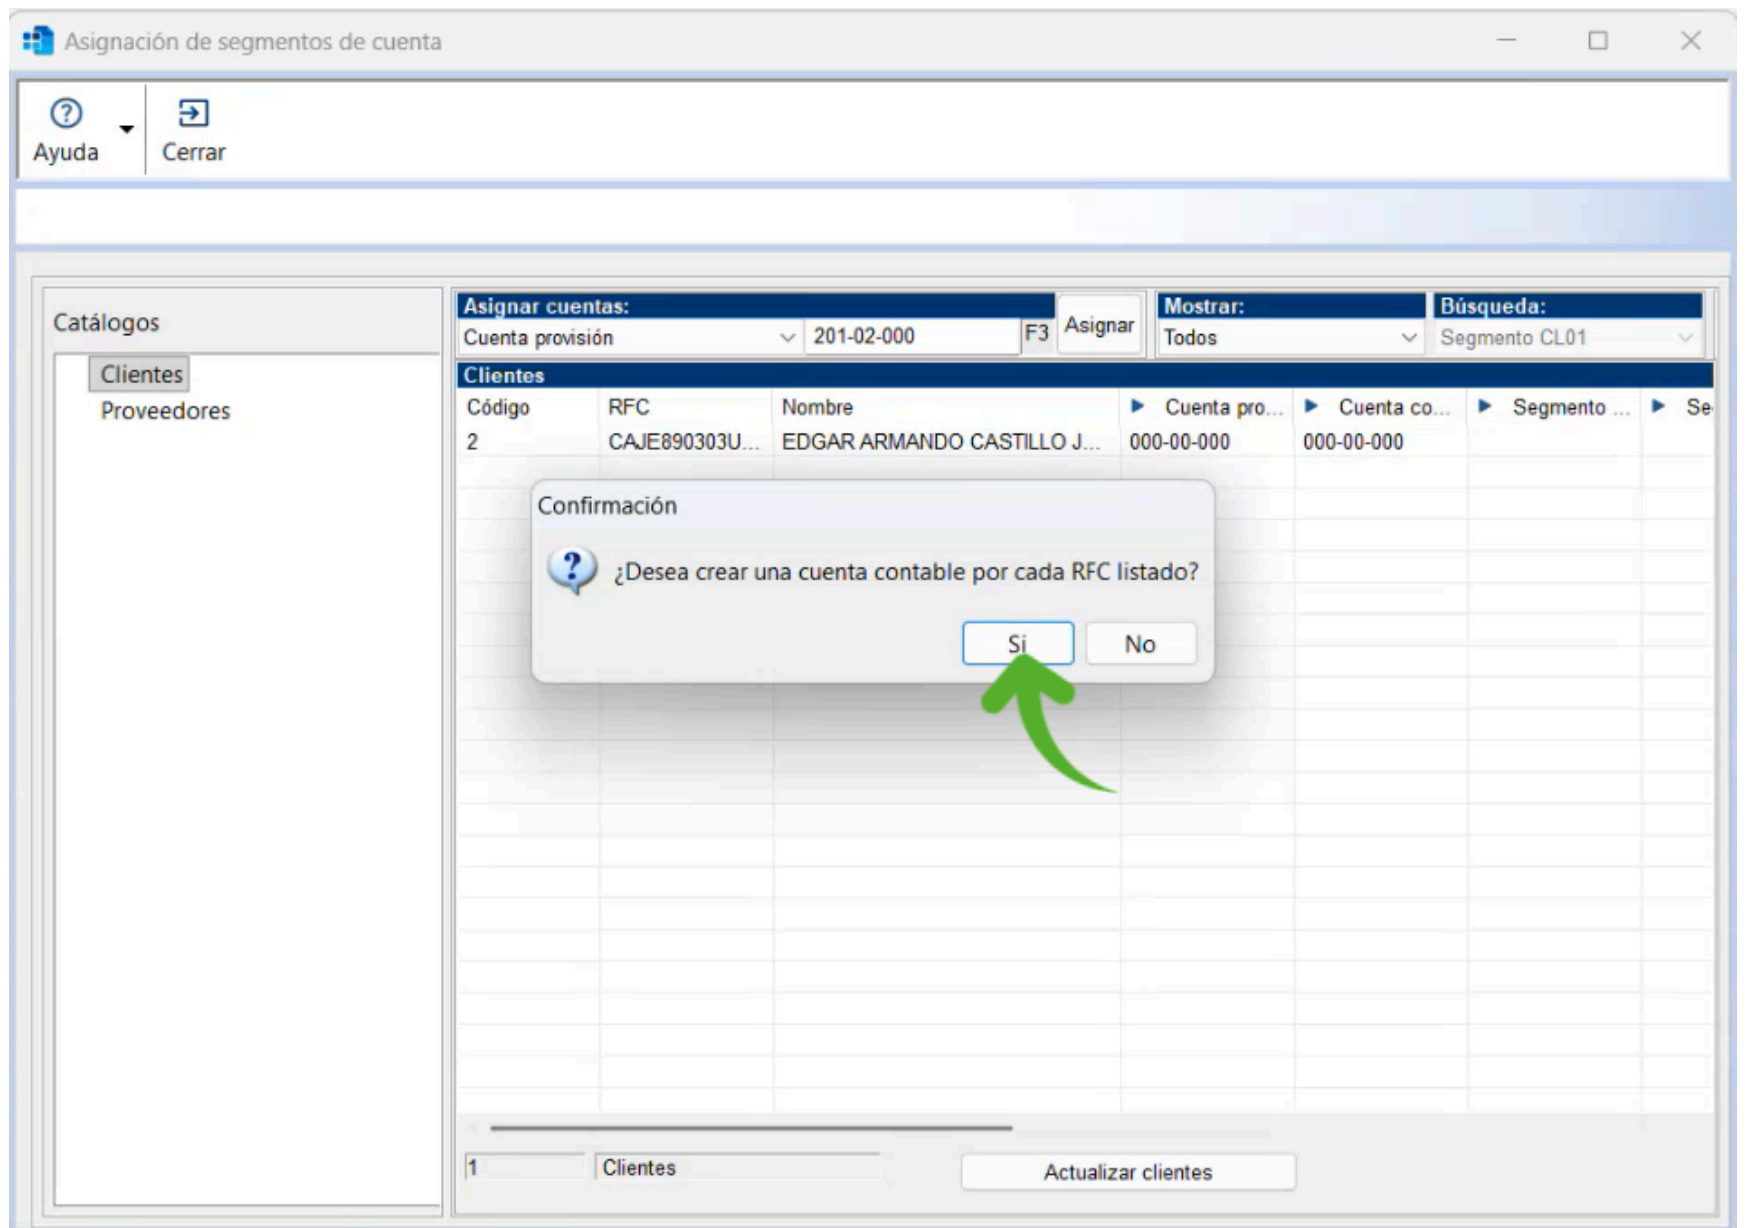 Asignación de segmentos de cuenta
Ayuda
Cerrar
Catálogos
Clientes
Proveedores
Asignar cuentas:
Cuenta provisión 201-02-000 F3 Asignar
Mostrar:
Todos
Búsqueda:
Segmento CL01
Clientes
Código RFC Nombre Cuenta pro... Cuenta co... Segmento ... Se
2 CAJE890303U... EDGAR ARMANDO CASTILLO J... 000-00-000 000-00-000
Confirmación
¿Desea crear una cuenta contable por cada RFC listado?
Si No
1 Clientes Actualizar clientes